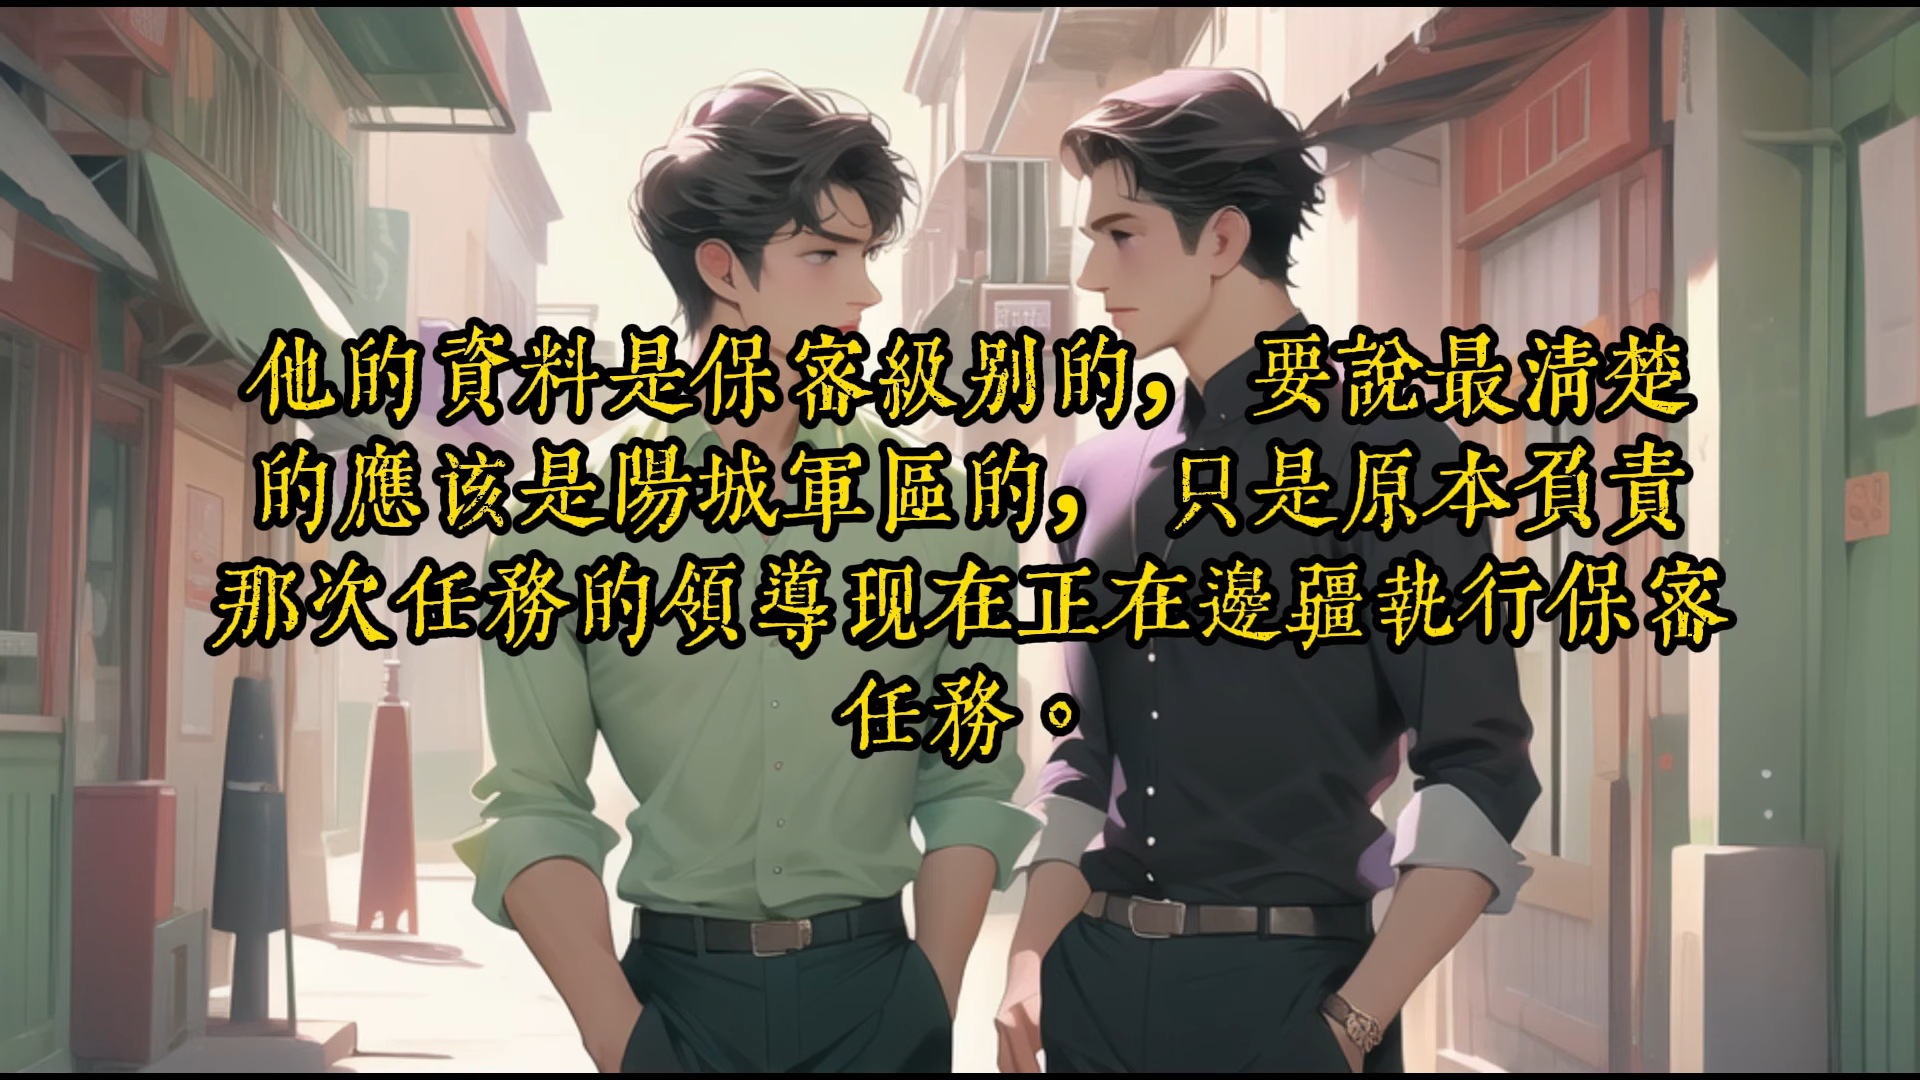 他的資料是保密級别的，要說最清楚
的應该是陽城軍區的，只是原本負責
那次任務的領導现在正在邊疆執行保密
任務。